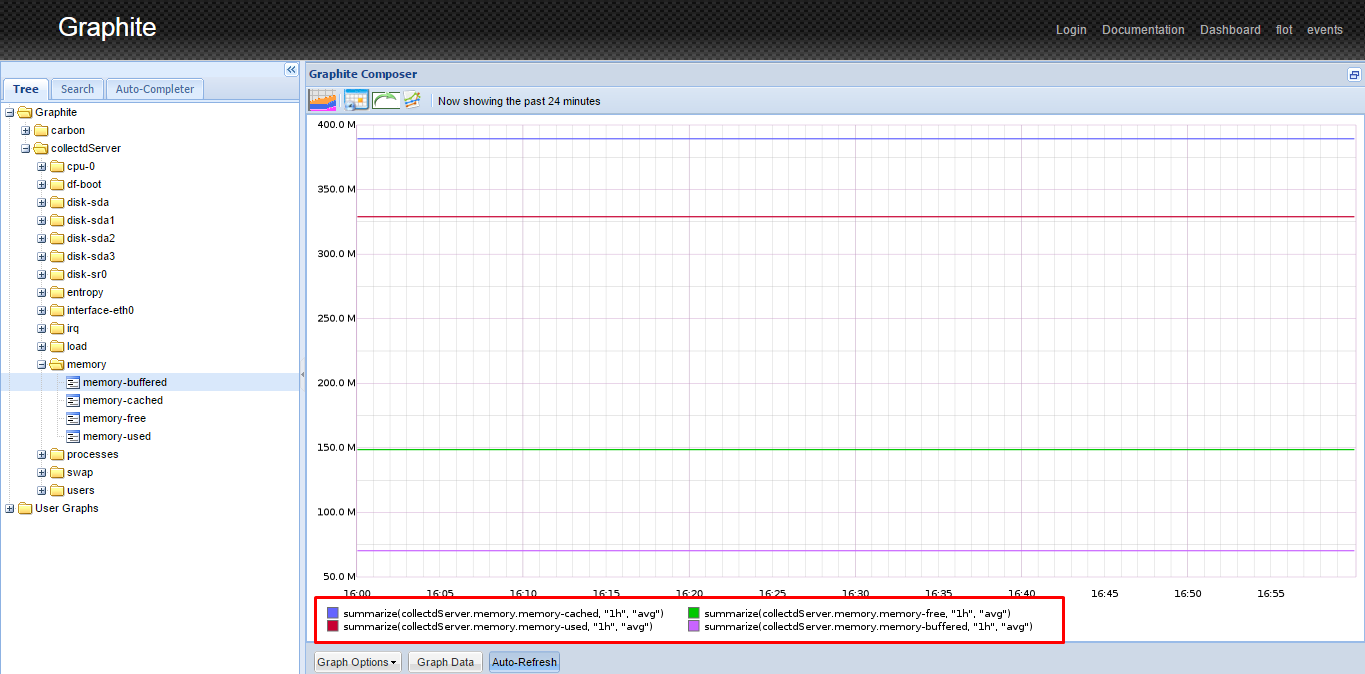 Graphite
Login Documentation Dashboard flot events
Tree Search Auto-Completer
Graphite
carbon
collectdServer
cpu-0
df-boot
disk-sda
disk-sda1
disk-sda2
disk-sda3
disk-sr0
entropy
interface-eth0
irq
load
memory
memory-buffered
memory-cached
memory-free
memory-used
processes
swap
users
User Graphs
Graphite Composer
Now showing the past 24 minutes
400.0 M
350.0 M
300.0 M
250.0 M
200.0 M
150.0 M
100.0 M
50.0 M
16:00 16:05 16:10 16:15 16:20 16:25 16:30 16:35 16:40 16:45 16:50 16:55
summarize(collectdServer.memory.memory-cached, "1h", "avg") summarize(collectdServer.memory.memory-free, "1h", "avg")
summarize(collectdServer.memory.memory-used, "1h", "avg") summarize(collectdServer.memory.memory-buffered, "1h", "avg")
Graph Options Graph Data Auto-Refresh